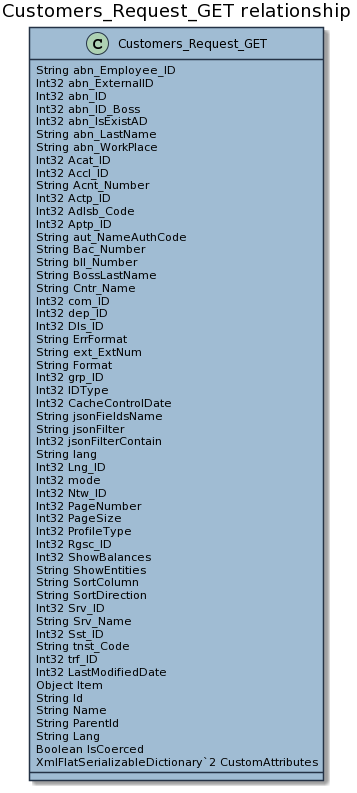 Customers_Request_GET relationship
C Customers_Request_GET
String abn_Employee_ID
Int32 abn_ExternalID
Int32 abn_ID
Int32 abn_ID_Boss
Int32 abn_IsExistAD
String abn_LastName
String abn_WorkPlace
Int32 Acat_ID
Int32 Accl_ID
String Acnt_Number
Int32 Actp_ID
Int32 Adlsb_Code
Int32 Aptp_ID
String aut_NameAuthCode
String Bac_Number
String bll_Number
String BossLastName
String Cntr_Name
Int32 com_ID
Int32 dep_ID
Int32 Dls_ID
String ErrFormat
String ext_ExtNum
String Format
Int32 grp_ID
Int32 IDType
Int32 CacheControlDate
String jsonFieldsName
String jsonFilter
Int32 jsonFilterContain
String lang
Int32 Lng_ID
Int32 mode
Int32 Ntw_ID
Int32 PageNumber
Int32 PageSize
Int32 ProfileType
Int32 Rgsc_ID
Int32 ShowBalances
String ShowEntities
String SortColumn
String SortDirection
Int32 Srv_ID
String Srv_Name
Int32 Sst_ID
String tnst_Code
Int32 trf_ID
Int32 LastModifiedDate
Object Item
String Id
String Name
String ParentId
String Lang
Boolean IsCoerced
XmlFlatSerializableDictionary`2 CustomAttributes